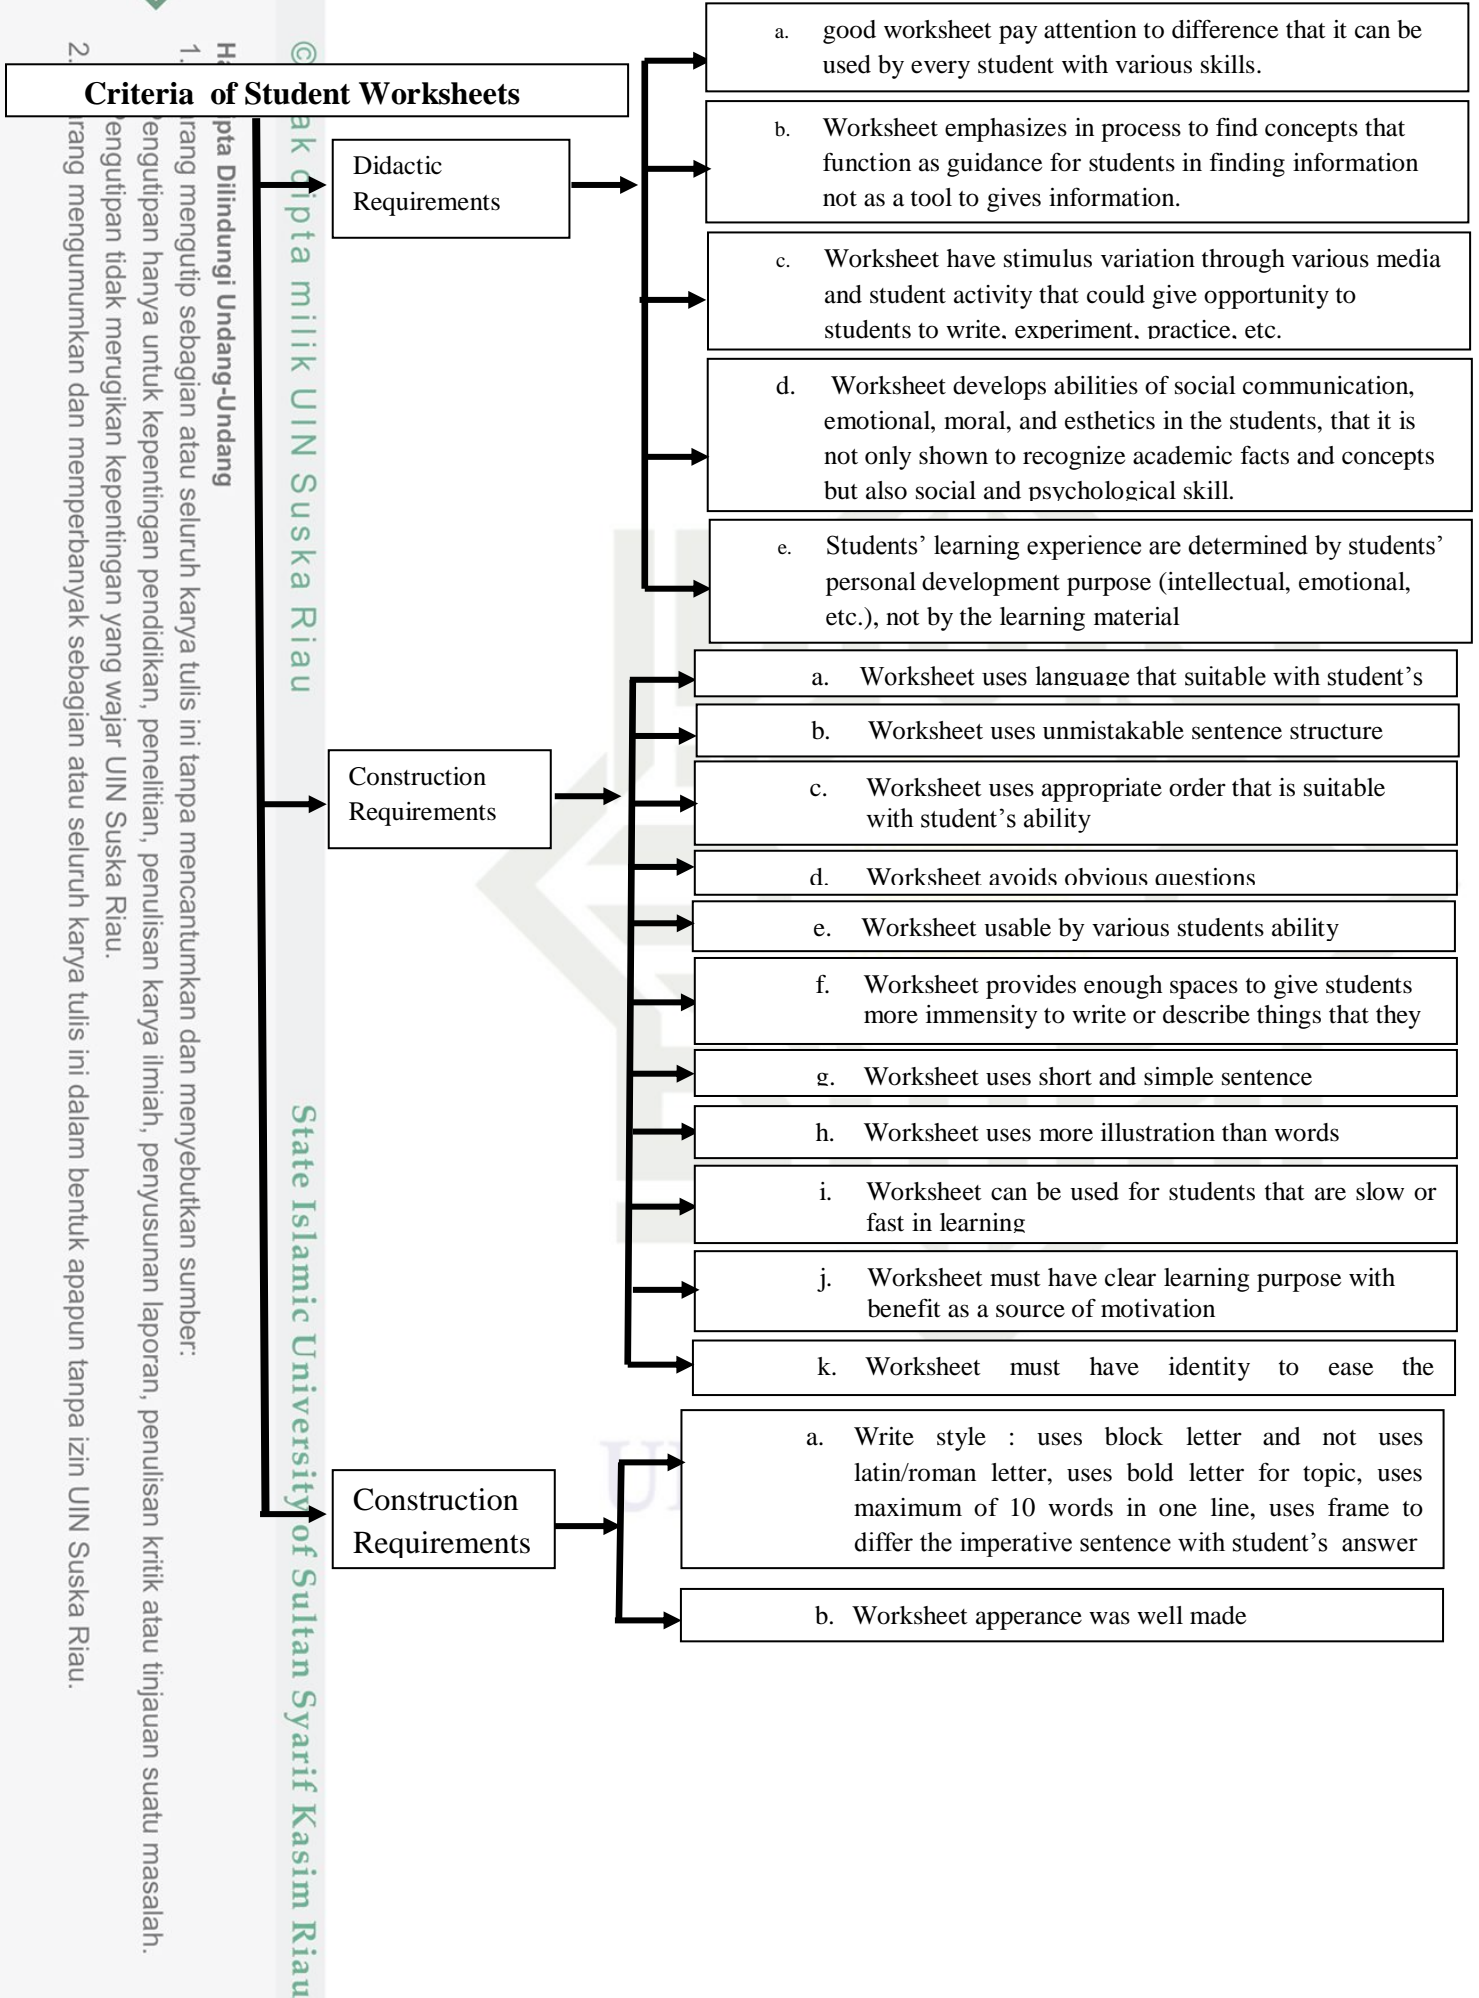 Criteria of Student Worksheets
Didactic
Requirements
a. good worksheet pay attention to difference that it can be
used by every student with various skills.
b. Worksheet emphasizes in process to find concepts that
function as guidance for students in finding information
not as a tool to gives information.
c. Worksheet have stimulus variation through various media
and student activity that could give opportunity to
students to write, experiment, practice, etc.
d. Worksheet develops abilities of social communication,
emotional, moral, and esthetics in the students, that it is
not only shown to recognize academic facts and concepts
but also social and psychological skill.
e. Students’ learning experience are determined by students’
personal development purpose (intellectual, emotional,
etc.), not by the learning material
Construction
Requirements
a. Worksheet uses language that suitable with student’s
b. Worksheet uses unmistakable sentence structure
c. Worksheet uses appropriate order that is suitable
with student’s ability
d. Worksheet avoids obvious questions
e. Worksheet usable by various students ability
f. Worksheet provides enough spaces to give students
more immensity to write or describe things that they
g. Worksheet uses short and simple sentence
h. Worksheet uses more illustration than words
i. Worksheet can be used for students that are slow or
fast in learning
j. Worksheet must have clear learning purpose with
benefit as a source of motivation
k. Worksheet must have identity to ease the
Construction
Requirements
a. Write style : uses block letter and not uses
latin/roman letter, uses bold letter for topic, uses
maximum of 10 words in one line, uses frame to
differ the imperative sentence with student’s answer
b. Worksheet apperance was well made
© ak cipta milik UIN Suska Riau
State Islamic University of Sultan Syarif Kasim Riau
Ha ipta Dilindungi Undang-Undang
1. rang mengutip sebagian atau seluruh karya tulis ini tanpa mencantumkan dan menyebutkan sumber:
engutipan hanya untuk kepentingan pendidikan, penelitian, penulisan karya ilmiah, penyusunan laporan, penulisan kritik atau tinjauan suatu masalah.
engutipan tidak merugikan kepentingan yang wajar UIN Suska Riau.
2. rang mengumumkan dan memperbanyak sebagian atau seluruh karya tulis ini dalam bentuk apapun tanpa izin UIN Suska Riau.